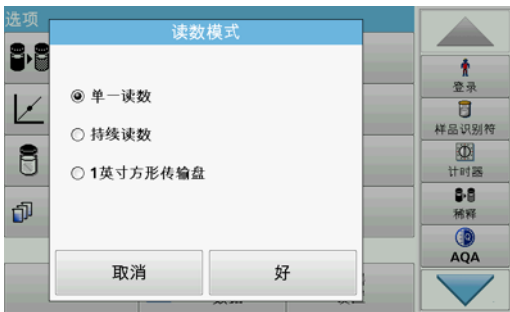 选项
读数模式
单一读数
持续读数
1英寸方形传输盘
取消
好
登录
样品识别符
计时器
稀释
AQA